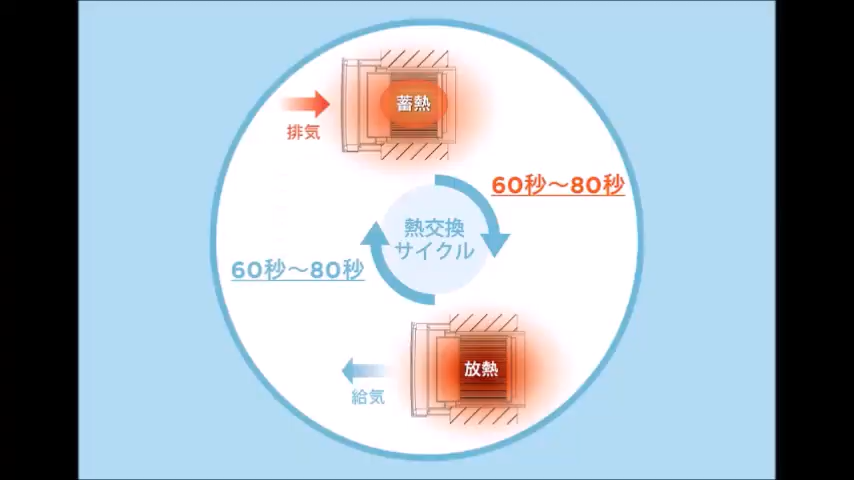 蓄熱
排気
60秒〜80秒
熱交換
サイクル
60秒〜80秒
放熱
給気